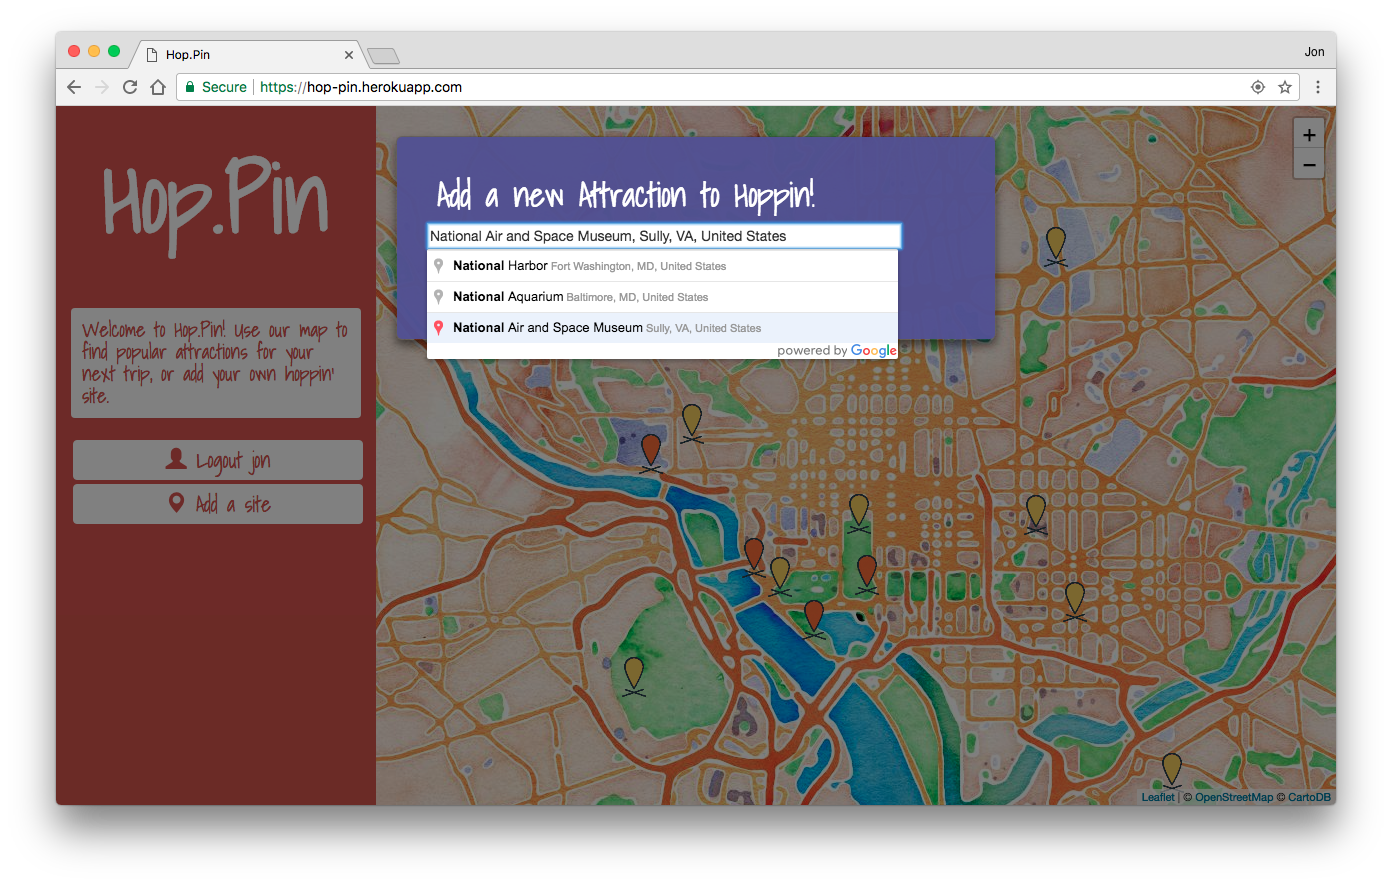 Hop.Pin
Jon
Secure https://hop-pin.herokuapp.com
Hop.Pin
Welcome to Hop.Pin! Use our map to
find popular attractions for your
next trip, or add your own hoppin'
site.
Logout jon
Add a site
Add a new Attraction to Hoppin!
National Air and Space Museum, Sully, VA, United States
National Harbor Fort Washington, MD, United States
National Aquarium Baltimore, MD, United States
National Air and Space Museum Sully, VA, United States
powered by Google
+
−
Leaflet | © OpenStreetMap © CartoDB